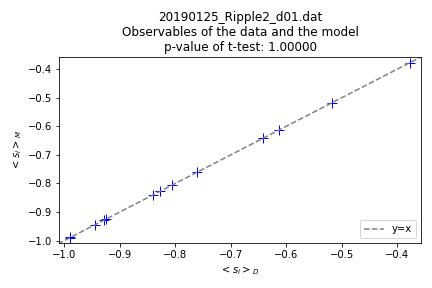 20190125_Ripple2_d01.dat
Observables of the data and the model
p-value of t-test: 1.00000
−0.4
−0.5
−0.6
−0.7
−0.8
−0.9
−1.0
< s_i >_M
y=x
−1.0 −0.9 −0.8 −0.7 −0.6 −0.5 −0.4
< s_i >_D